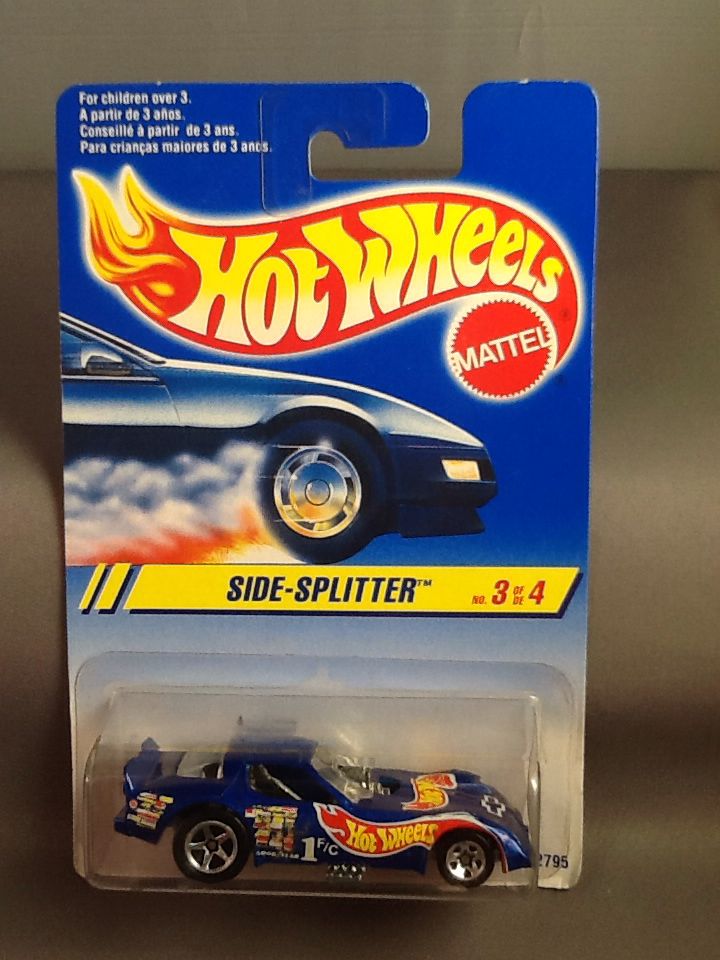 For children over 3.
A partir de 3 años.
Conseillé à partir de 3 ans.
Para crianças maiores de 3 anos.
HOT WHEELS
MATTEL
SIDE-SPLITTER™ NO. 3 OF DE 4
HOT WHEELS
1 F/C
2795